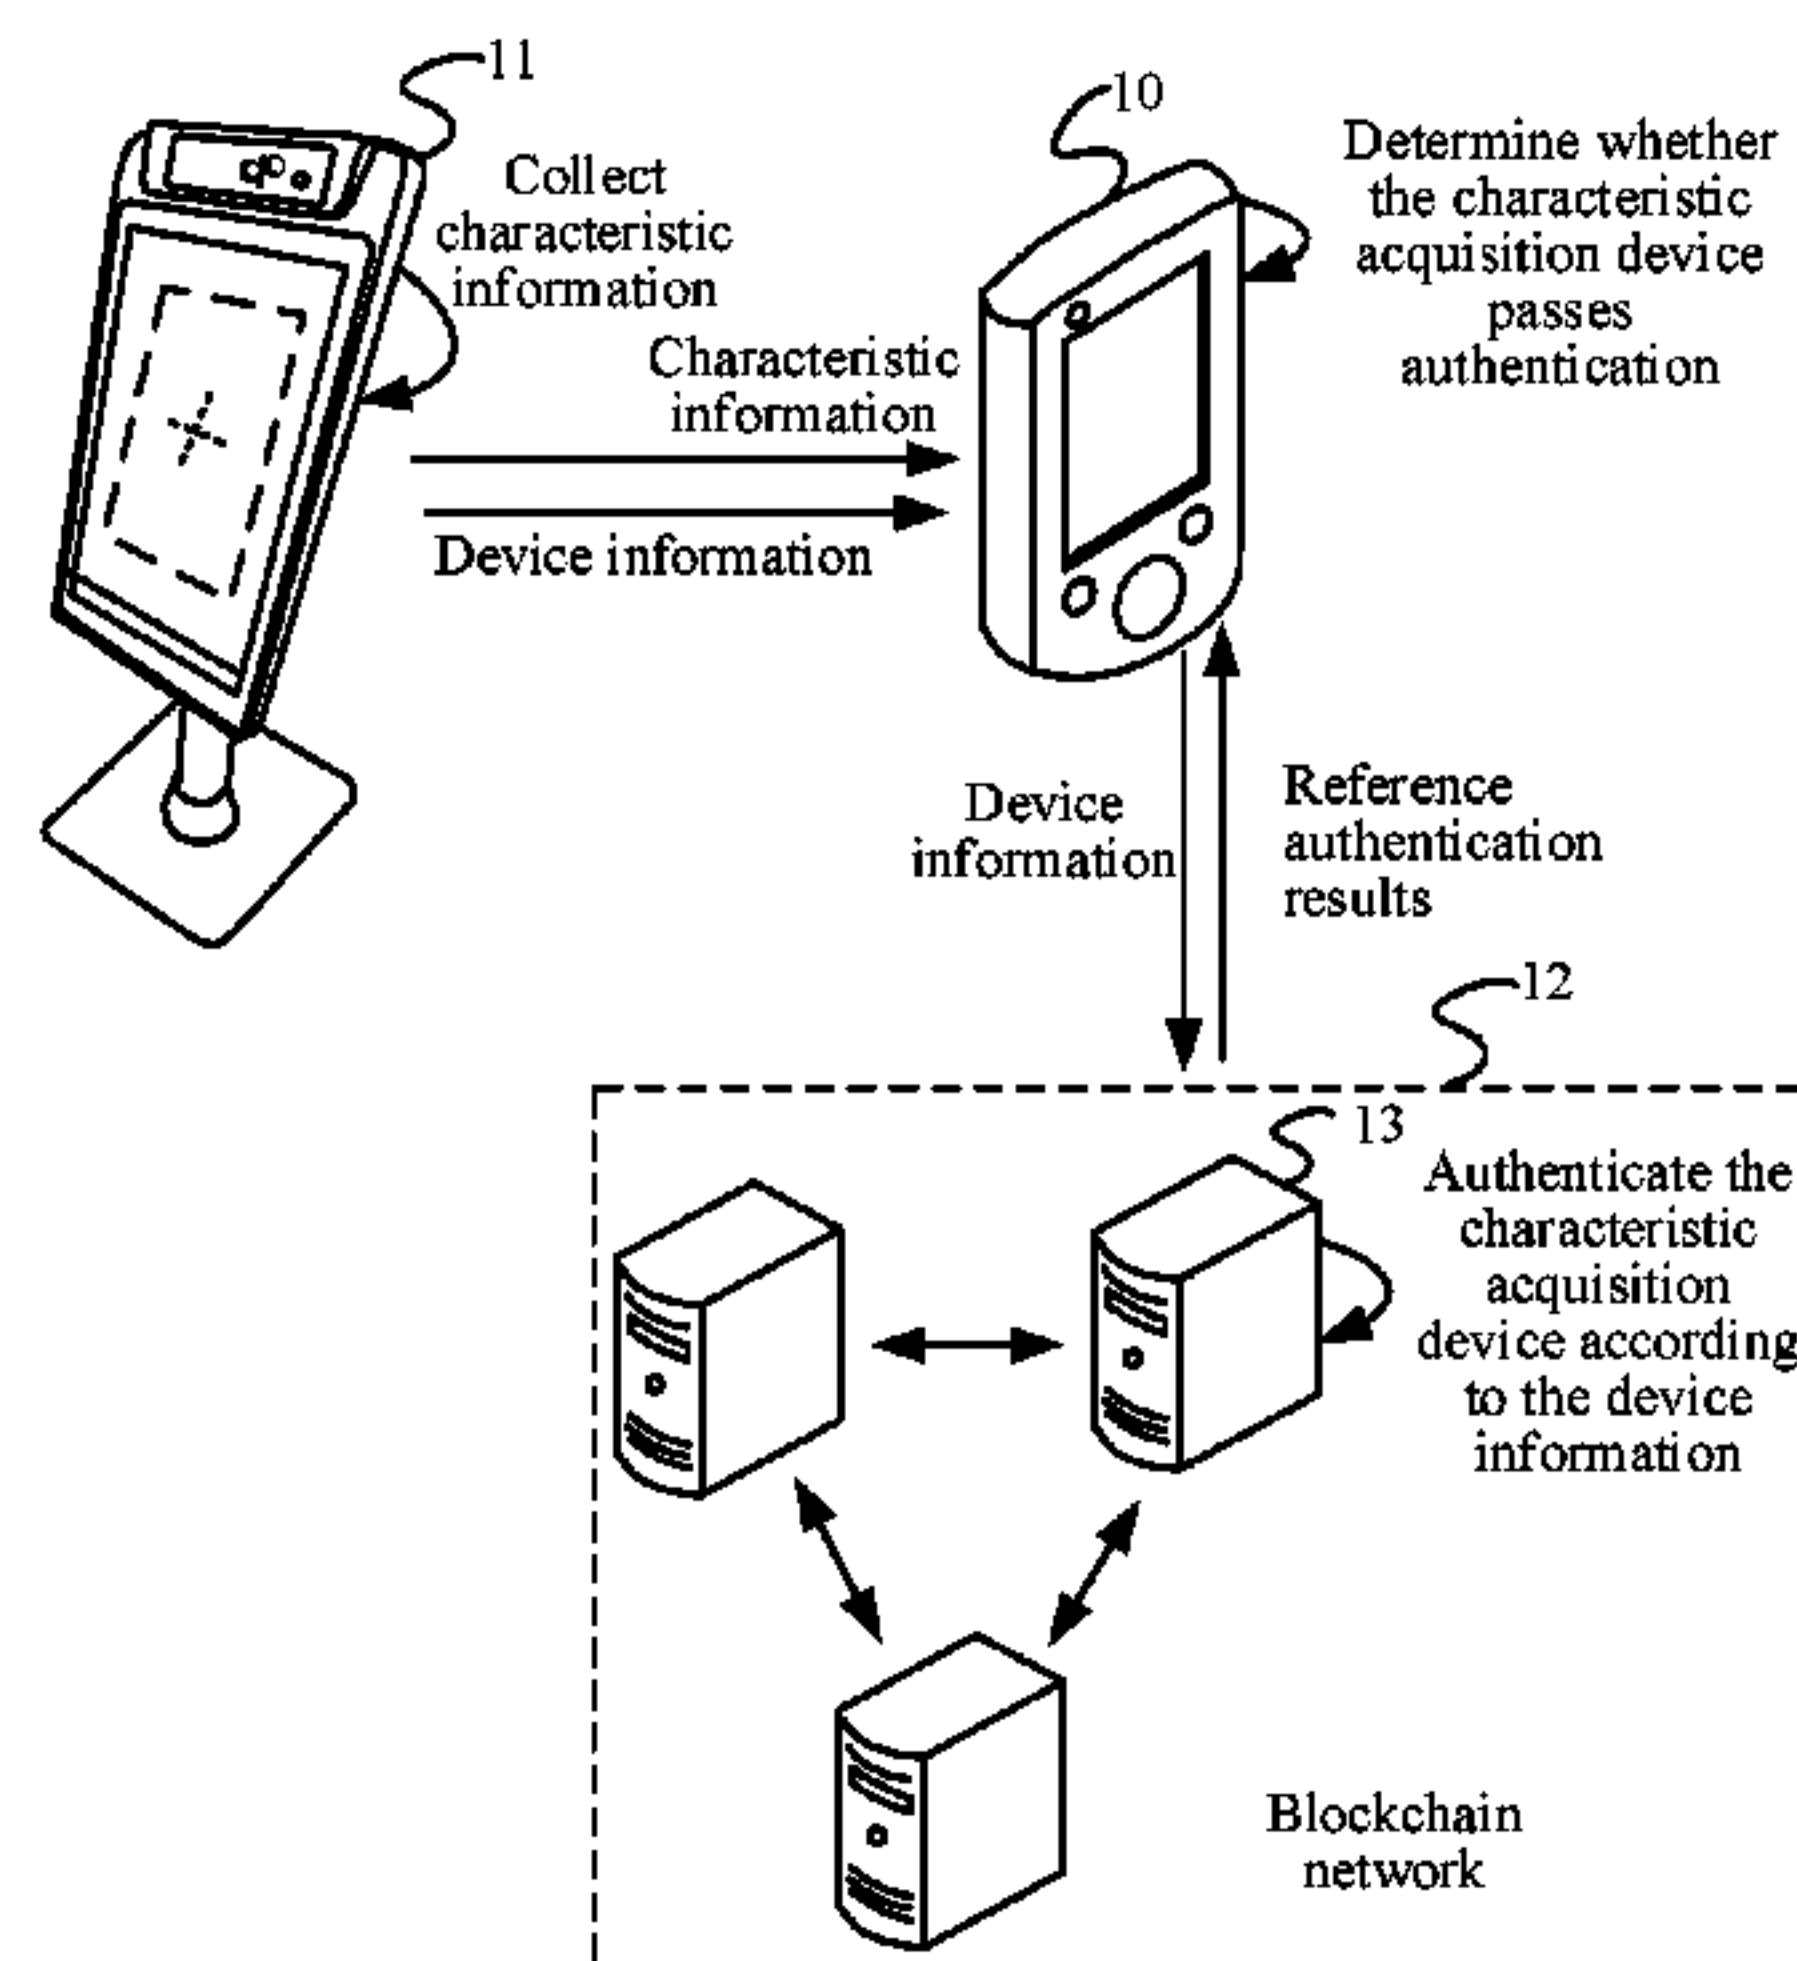 11
10
Collect
characteristic
information
Determine whether
the characteristic
acquisition device
passes
authentication
Characteristic
information
Device information
Device
information
Reference
authentication
results
12
13
Authenticate the
characteristic
acquisition
device according
to the device
information
Blockchain
network